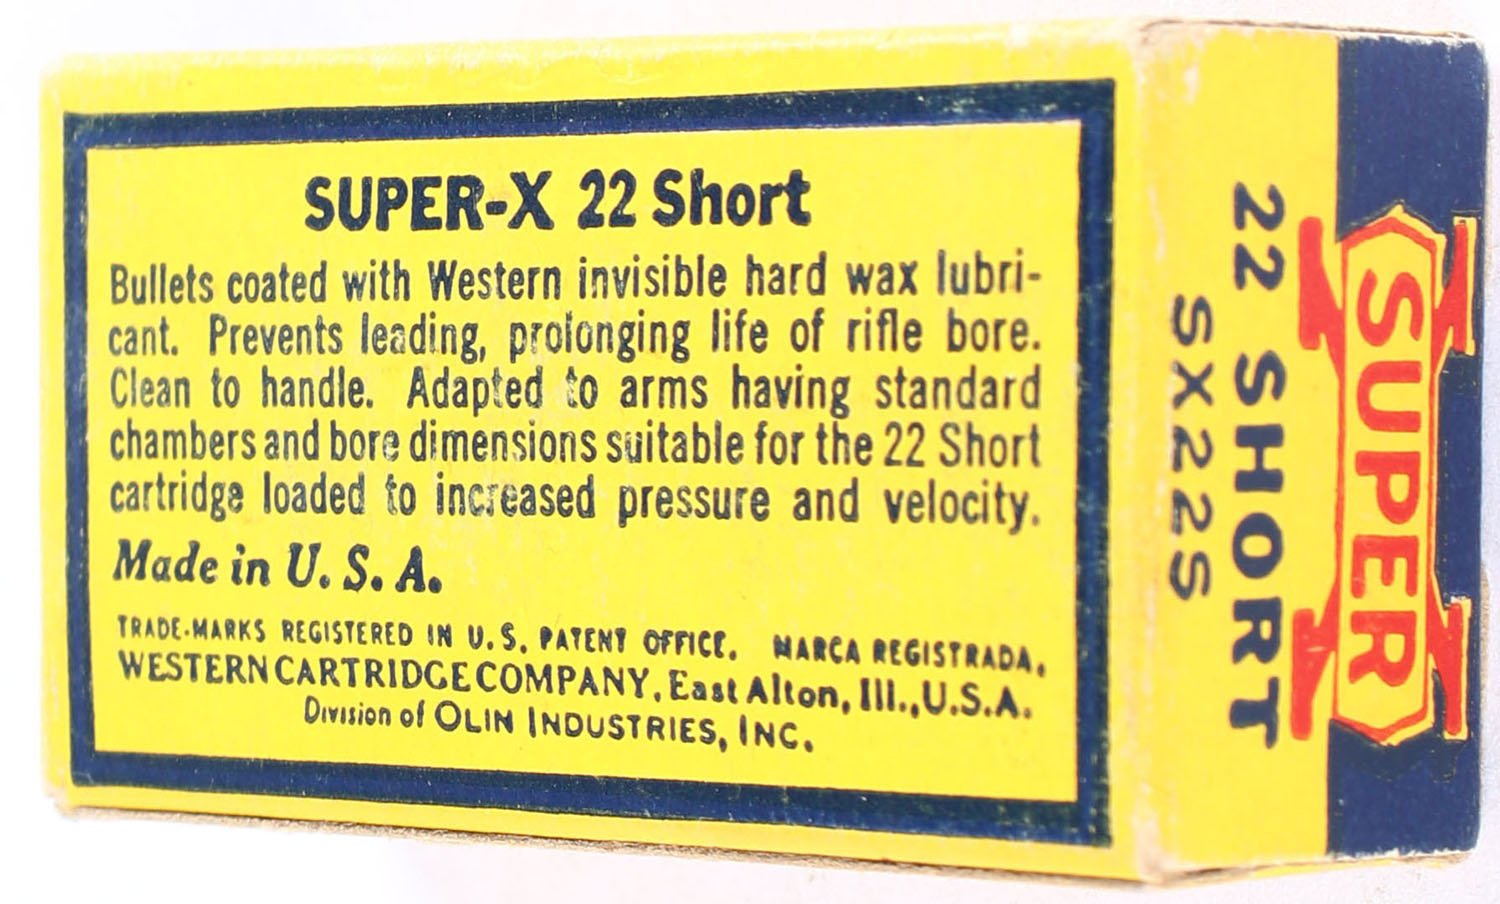 SUPER-X 22 Short
Bullets coated with Western invisible hard wax lubri-
cant. Prevents leading, prolonging life of rifle bore.
Clean to handle. Adapted to arms having standard
chambers and bore dimensions suitable for the 22 Short
cartridge loaded to increased pressure and velocity.
Made in U. S. A.
TRADE-MARKS REGISTERED IN U. S. PATENT OFFICE. MARCA REGISTRADA.
WESTERN CARTRIDGE COMPANY, East Alton, Ill., U.S.A.
Division of OLIN INDUSTRIES, INC.
SUPER X
22 SHORT
SX22S